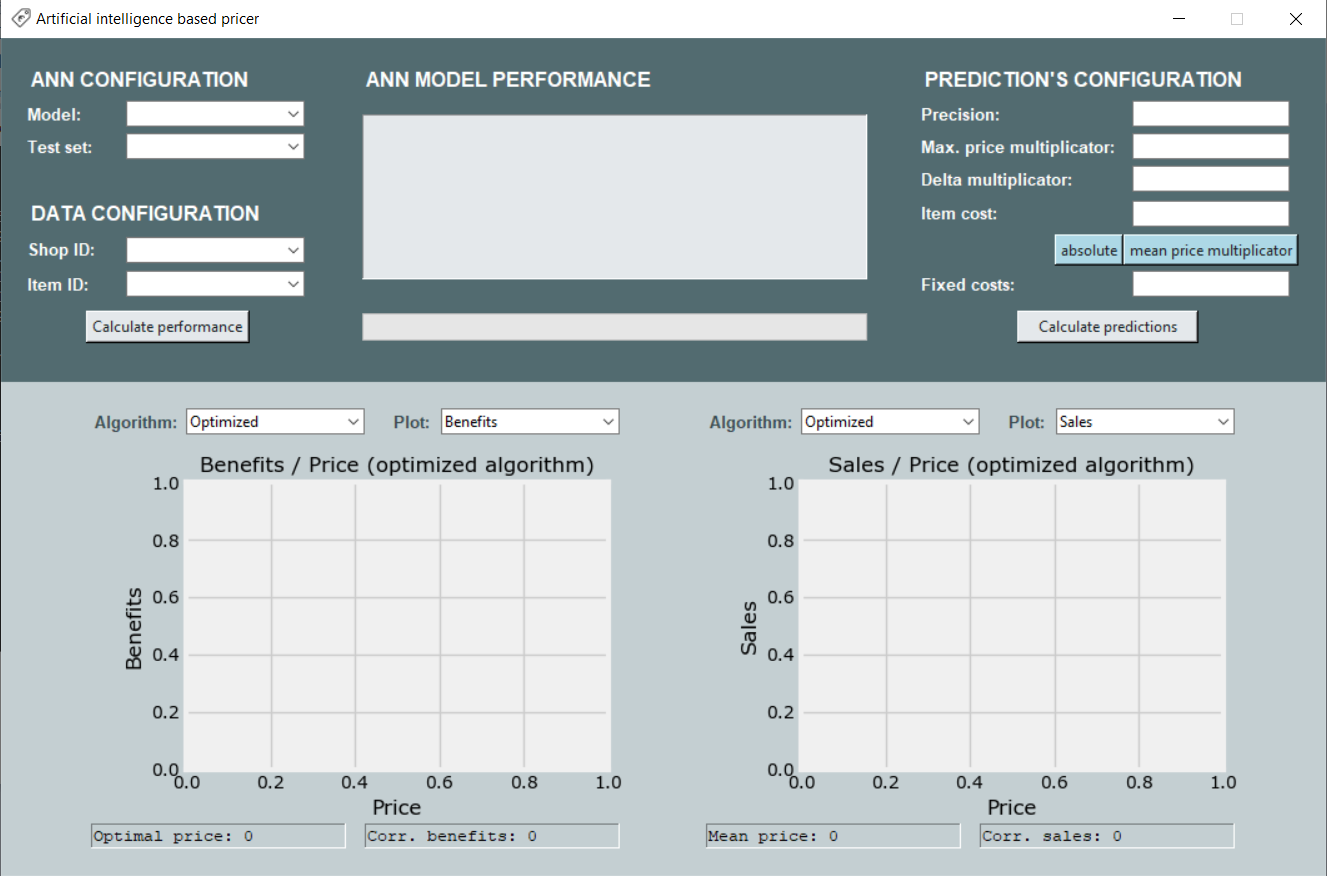 Artificial intelligence based pricer
ANN CONFIGURATION
Model:
Test set:
DATA CONFIGURATION
Shop ID:
Item ID:
Calculate performance
ANN MODEL PERFORMANCE
PREDICTION'S CONFIGURATION
Precision:
Max. price multiplicator:
Delta multiplicator:
Item cost:
absolute mean price multiplicator
Fixed costs:
Calculate predictions
Algorithm: Optimized Plot: Benefits
Benefits / Price (optimized algorithm)
1.0
0.8
0.6
0.4
0.2
0.0
Benefits
0.0 0.2 0.4 0.6 0.8 1.0
Price
Optimal price: 0 Corr. benefits: 0
Algorithm: Optimized Plot: Sales
Sales / Price (optimized algorithm)
1.0
0.8
0.6
0.4
0.2
0.0
Sales
0.0 0.2 0.4 0.6 0.8 1.0
Price
Mean price: 0 Corr. sales: 0